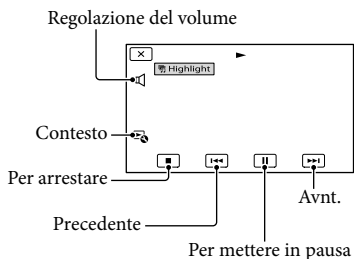 Regolazione del volume
Highlight
Contesto
Per arrestare
Avnt.
Precedente
Per mettere in pausa